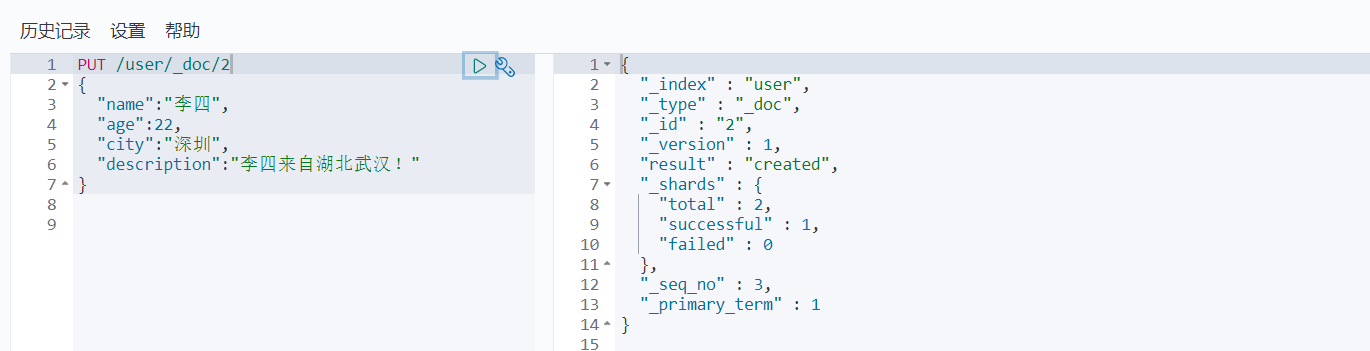 历史记录 设置 帮助
1 PUT /user/_doc/2
2 {
3 "name":"李四",
4 "age":22,
5 "city":"深圳",
6 "description":"李四来自湖北武汉！"
7 }
8
9
1 {
2 "_index" : "user",
3 "_type" : "_doc",
4 "_id" : "2",
5 "_version" : 1,
6 "result" : "created",
7 "_shards" : {
8 "total" : 2,
9 "successful" : 1,
10 "failed" : 0
11 },
12 "_seq_no" : 3,
13 "_primary_term" : 1
14 }
15